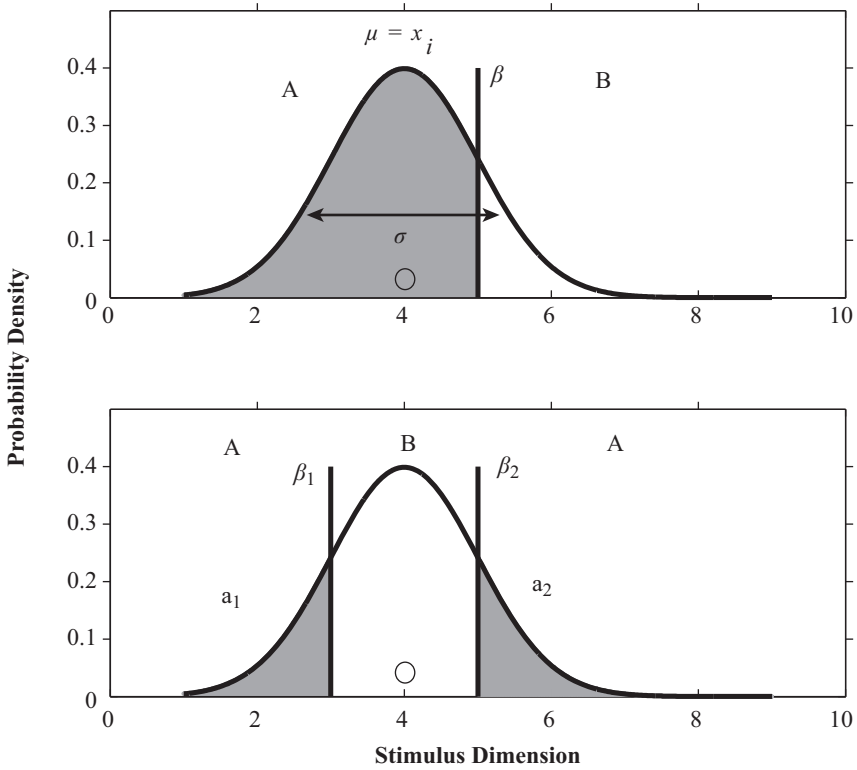 Probability Density
μ = x i
A
β
B
0.4
0.3
0.2
0.1
0
σ
0 2 4 6 8 10
A B A
β1
β2
0.4
0.3
0.2
0.1
0
a1
a2
0 2 4 6 8 10
Stimulus Dimension